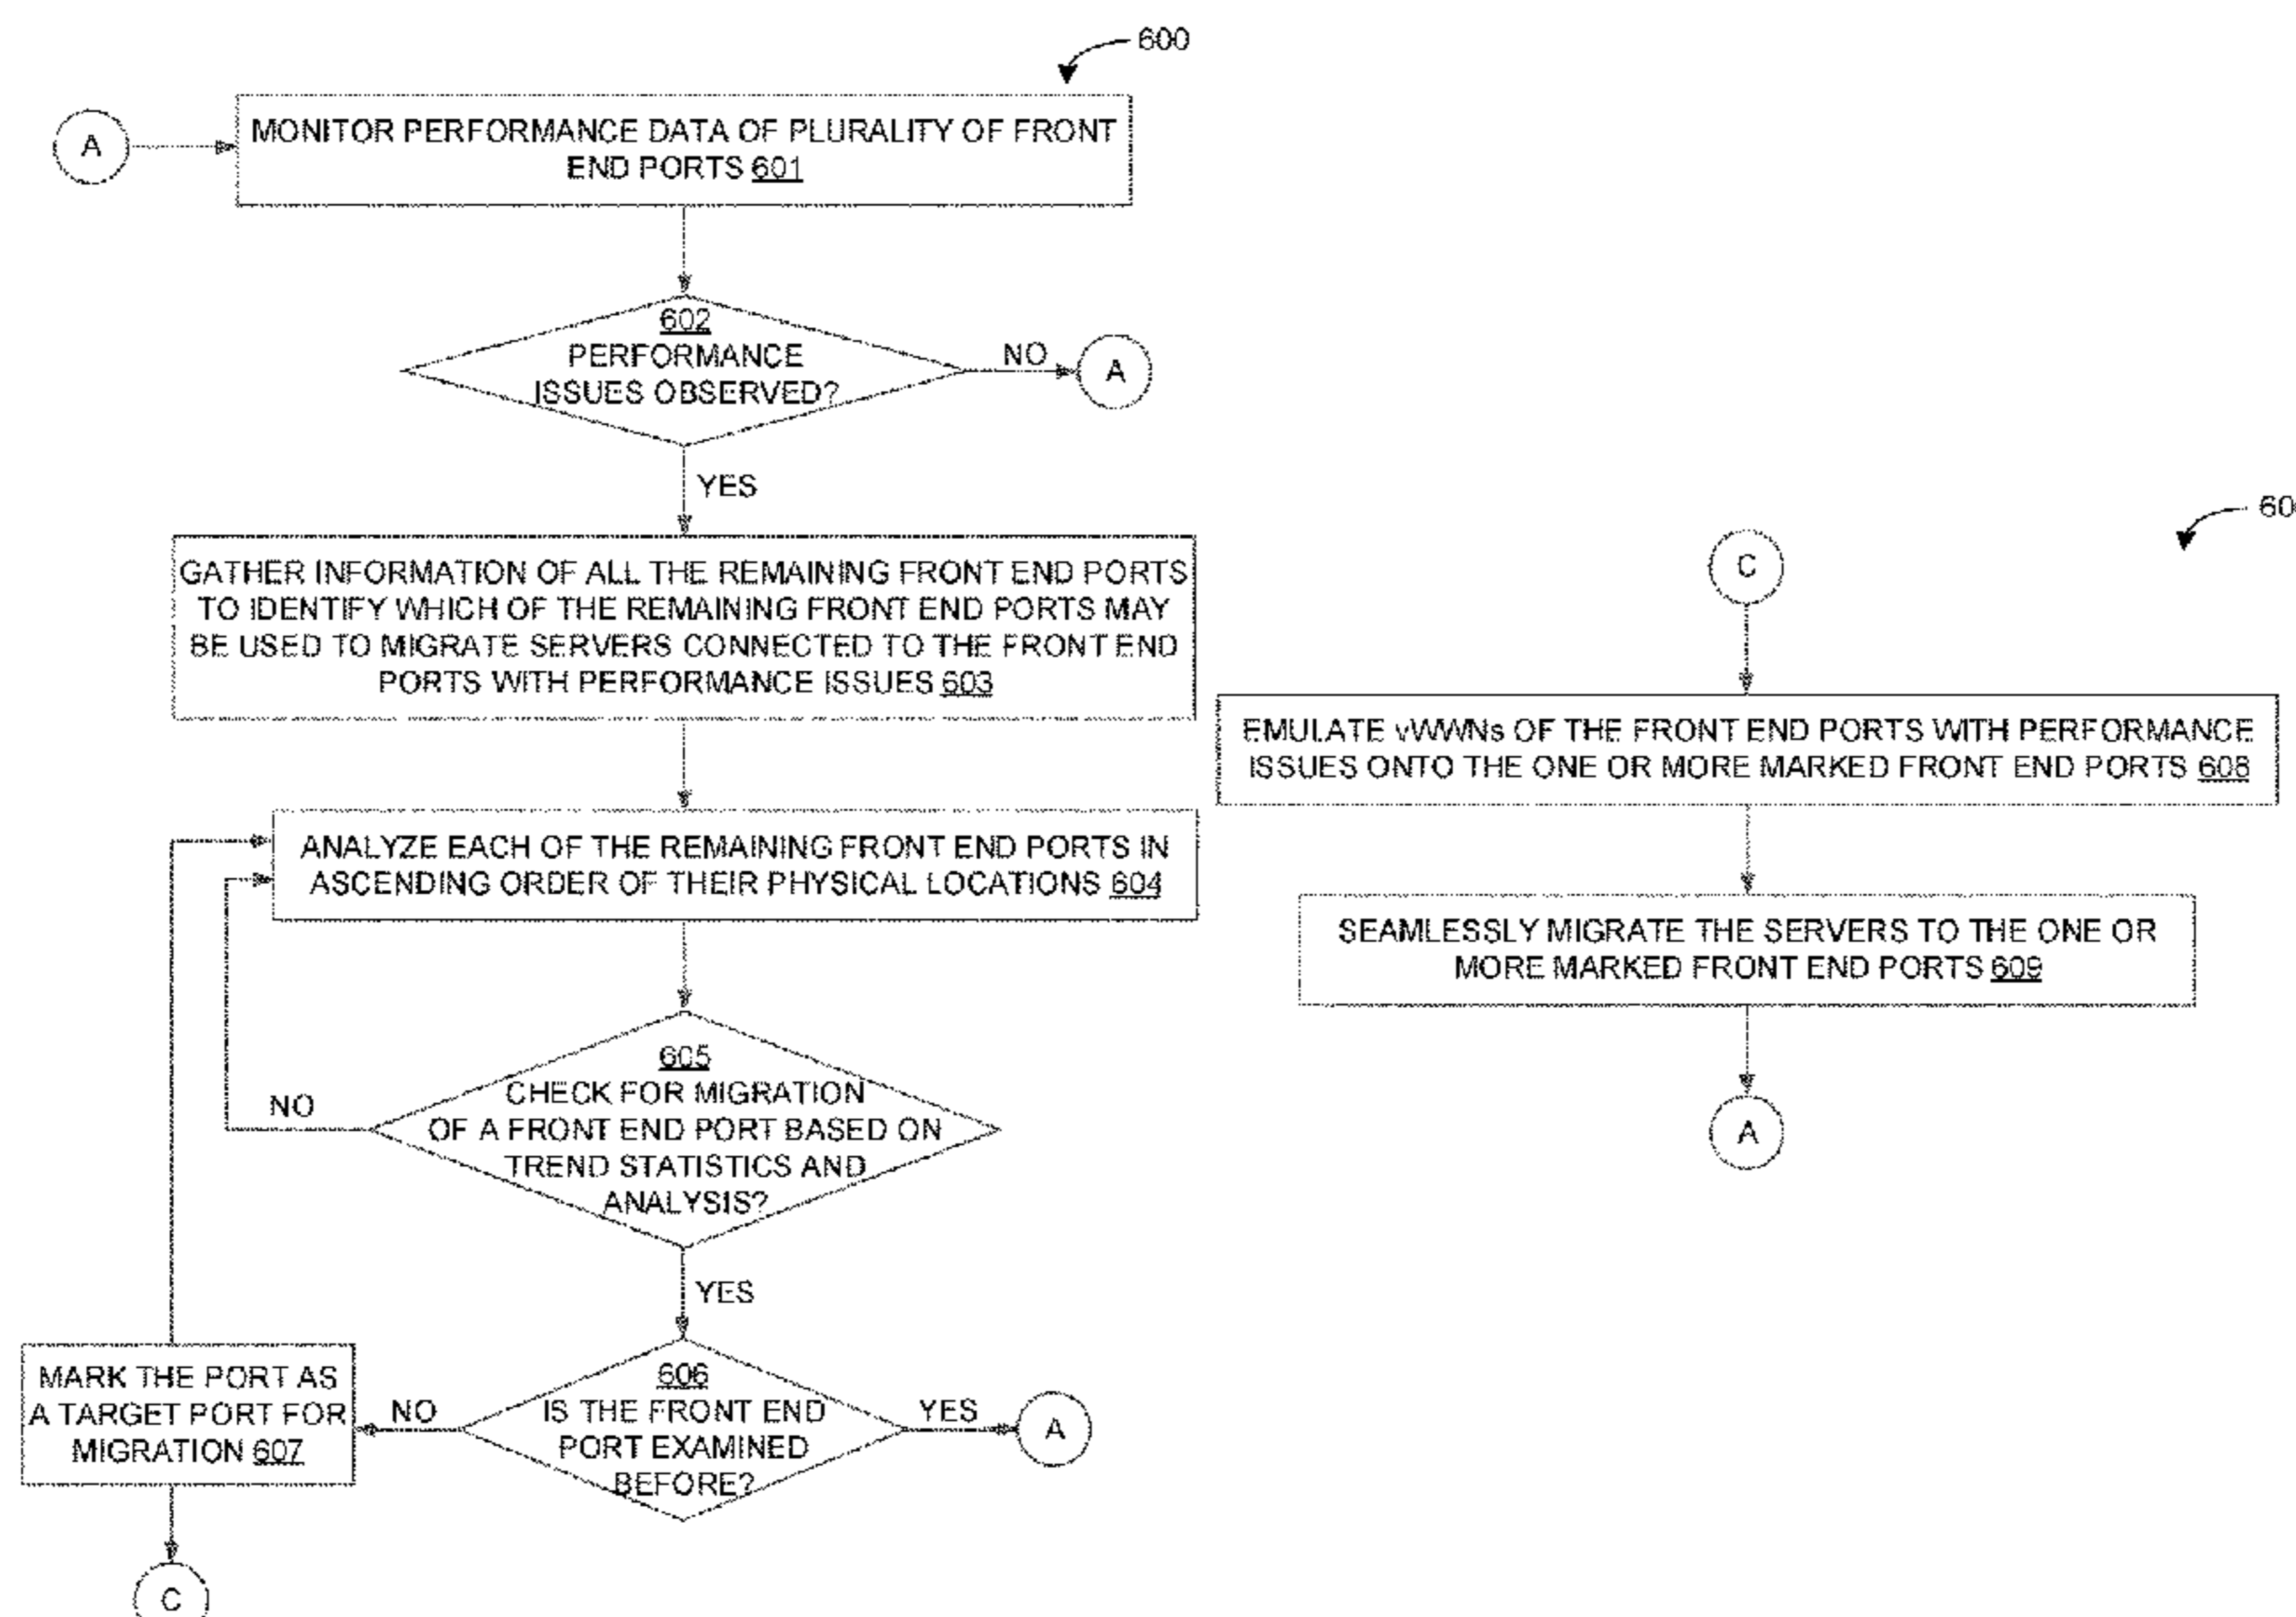 600
A
MONITOR PERFORMANCE DATA OF PLURALITY OF FRONT
END PORTS 601
602
PERFORMANCE
ISSUES OBSERVED?
NO
A
YES
GATHER INFORMATION OF ALL THE REMAINING FRONT END PORTS
TO IDENTIFY WHICH OF THE REMAINING FRONT END PORTS MAY
BE USED TO MIGRATE SERVERS CONNECTED TO THE FRONT END
PORTS WITH PERFORMANCE ISSUES 603
ANALYZE EACH OF THE REMAINING FRONT END PORTS IN
ASCENDING ORDER OF THEIR PHYSICAL LOCATIONS 604
605
CHECK FOR MIGRATION
OF A FRONT END PORT BASED ON
TREND STATISTICS AND
ANALYSIS?
NO
YES
606
IS THE FRONT END
PORT EXAMINED
BEFORE?
NO
YES
A
MARK THE PORT AS
A TARGET PORT FOR
MIGRATION 607
C
C
EMULATE vWWNs OF THE FRONT END PORTS WITH PERFORMANCE
ISSUES ONTO THE ONE OR MORE MARKED FRONT END PORTS 608
SEAMLESSLY MIGRATE THE SERVERS TO THE ONE OR
MORE MARKED FRONT END PORTS 609
A